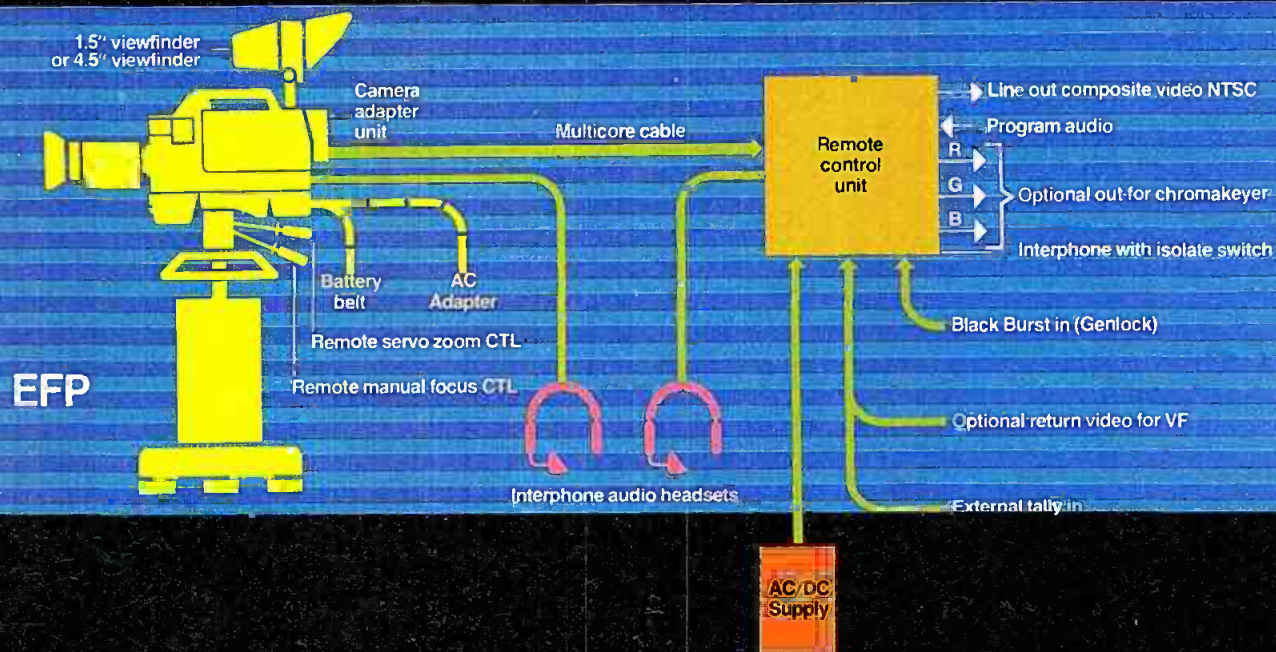 1.5" viewfinder
or 4.5" viewfinder
Camera
adapter
unit
Multicore cable
Remote
control
unit
Line out composite video NTSC
Program audio
R
G
B
Optional out for chromakeyer
Interphone with isolate switch
Battery
belt
AC
Adapter
Remote servo zoom CTL
Remote manual focus CTL
EFP
Interphone audio headsets
Black Burst in (Genlock)
Optional return video for VF
External tally in
AC/DC
Supply